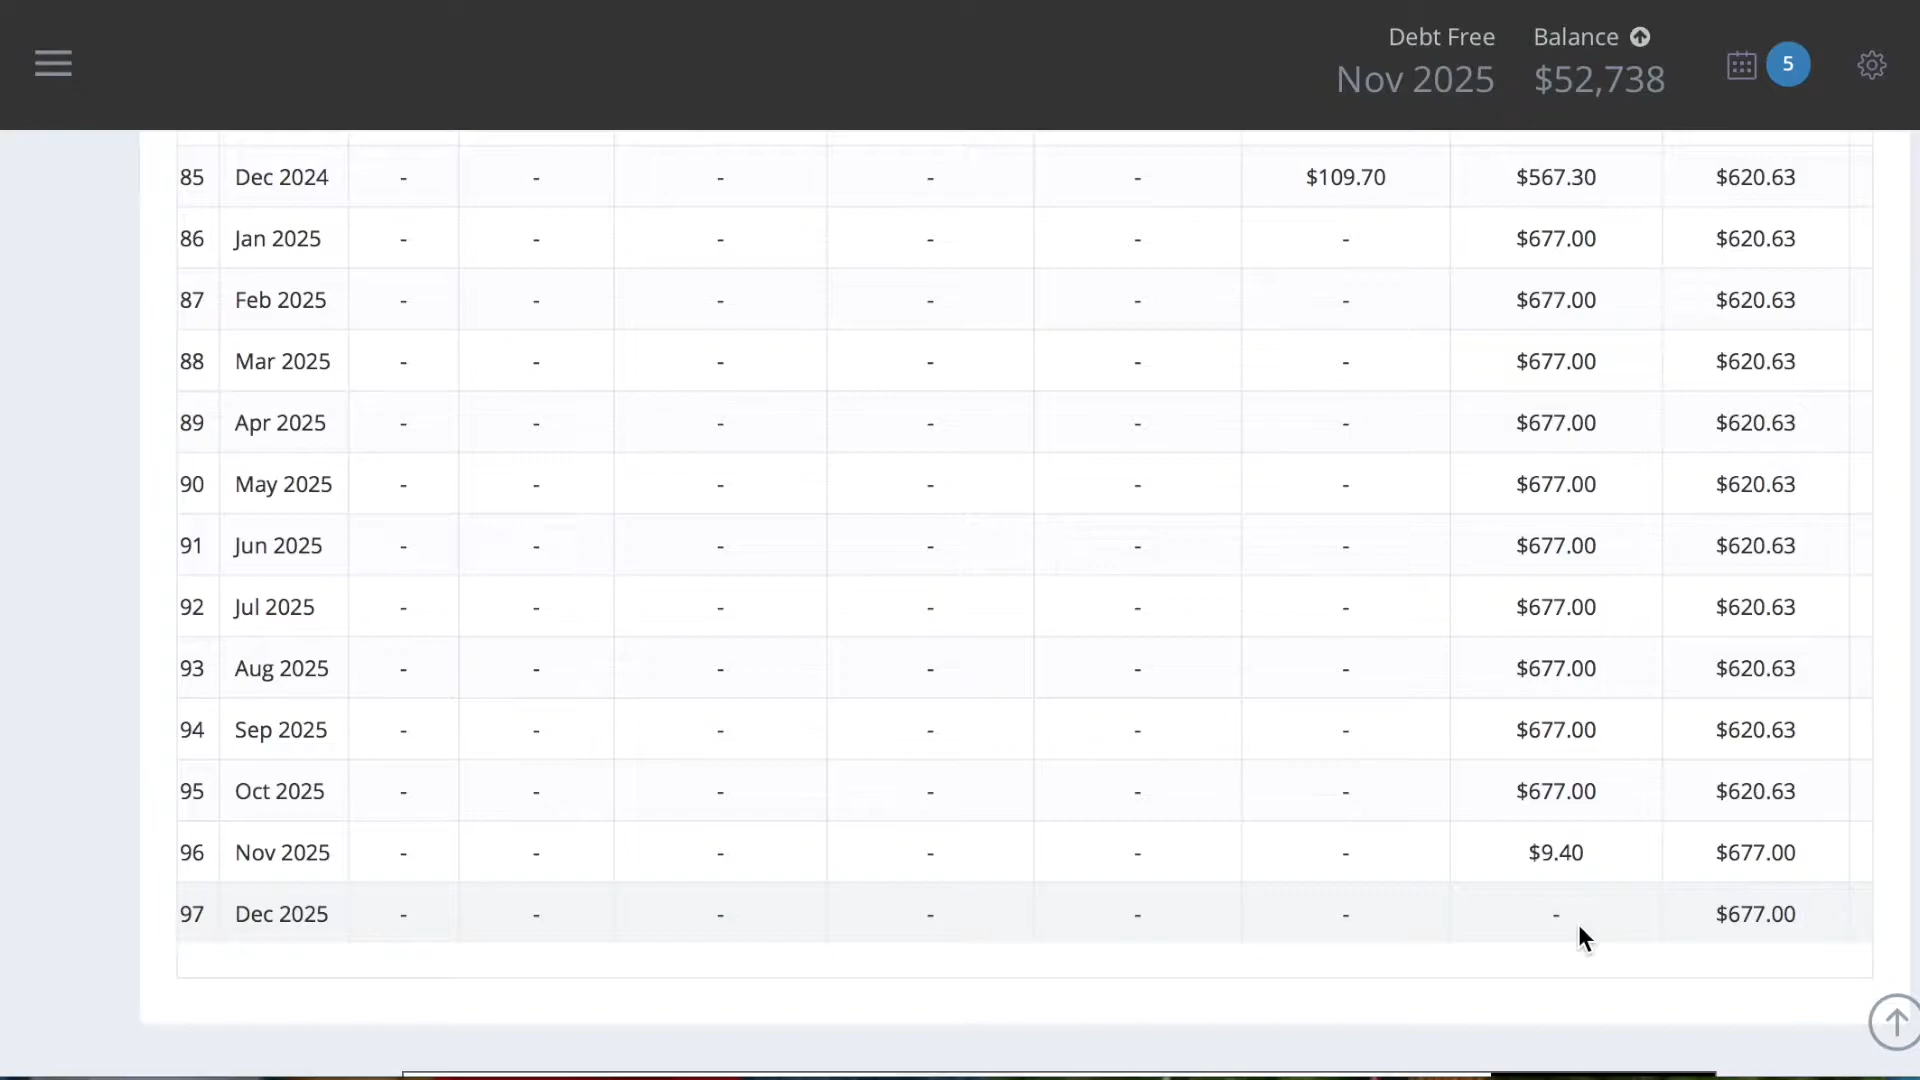 Debt Free Balance
Nov 2025 $52,738 5
85 Dec 2024 - - - - - $109.70 $567.30 $620.63
86 Jan 2025 - - - - - - $677.00 $620.63
87 Feb 2025 - - - - - - $677.00 $620.63
88 Mar 2025 - - - - - - $677.00 $620.63
89 Apr 2025 - - - - - - $677.00 $620.63
90 May 2025 - - - - - - $677.00 $620.63
91 Jun 2025 - - - - - - $677.00 $620.63
92 Jul 2025 - - - - - - $677.00 $620.63
93 Aug 2025 - - - - - - $677.00 $620.63
94 Sep 2025 - - - - - - $677.00 $620.63
95 Oct 2025 - - - - - - $677.00 $620.63
96 Nov 2025 - - - - - - $9.40 $677.00
97 Dec 2025 - - - - - - - $677.00